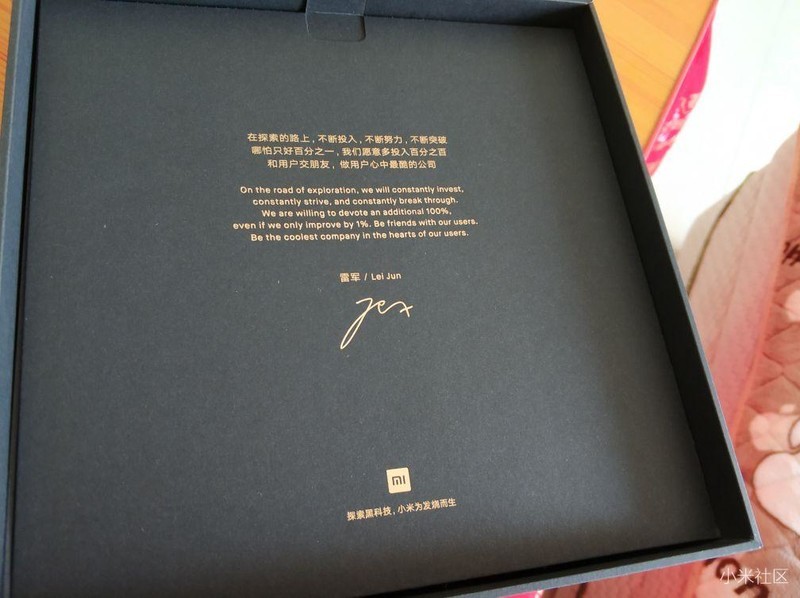 在探索的路上，不断投入，不断努力，不断突破
哪怕只好百分之一，我们愿意多投入百分之百
和用户交朋友，做用户心中最酷的公司
On the road of exploration, we will constantly invest,
constantly strive, and constantly break through.
We are willing to devote an additional 100%,
even if we only improve by 1%. Be friends with our users.
Be the coolest company in the hearts of our users.
雷军 / Lei Jun
mi
探索黑科技，小米为发烧而生
小米社区